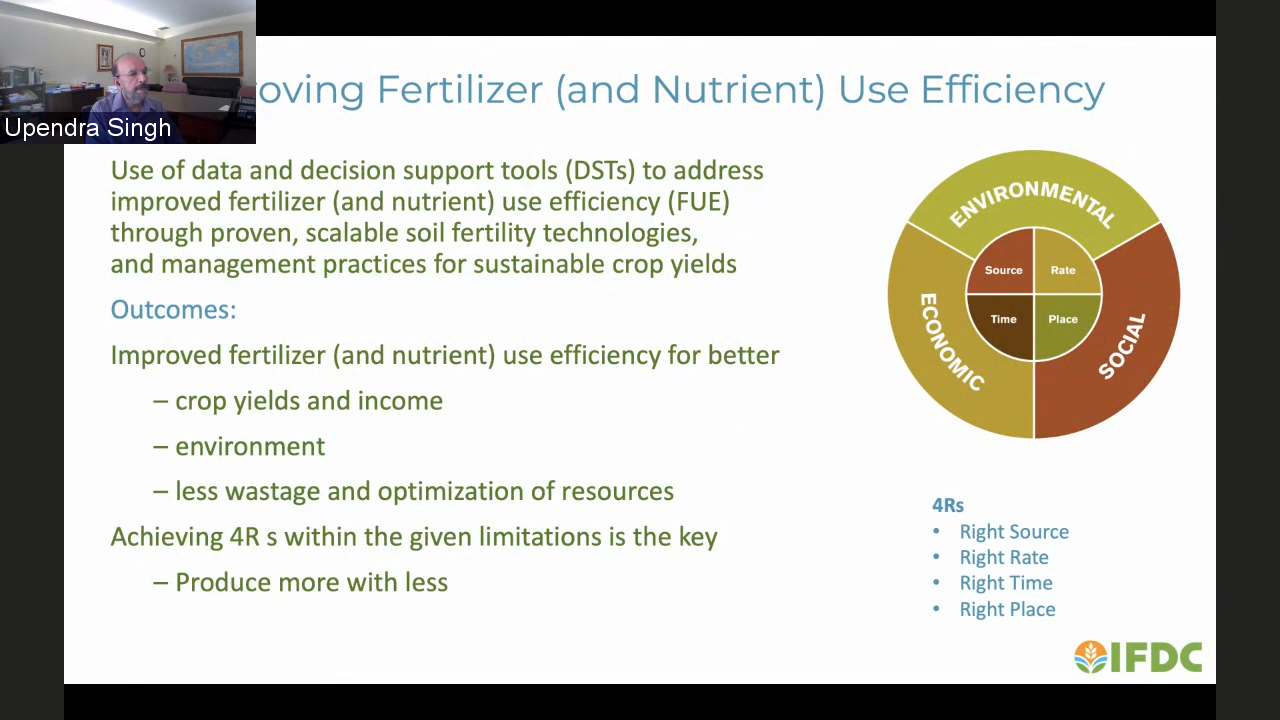 Upendra Singh
oving Fertilizer (and Nutrient) Use Efficiency
Use of data and decision support tools (DSTs) to address
improved fertilizer (and nutrient) use efficiency (FUE)
through proven, scalable soil fertility technologies,
and management practices for sustainable crop yields
Outcomes:
Improved fertilizer (and nutrient) use efficiency for better
– crop yields and income
– environment
– less wastage and optimization of resources
Achieving 4R s within the given limitations is the key
– Produce more with less
ENVIRONMENTAL
ECONOMIC
SOCIAL
Source
Rate
Time
Place
4Rs
• Right Source
• Right Rate
• Right Time
• Right Place
IFDC